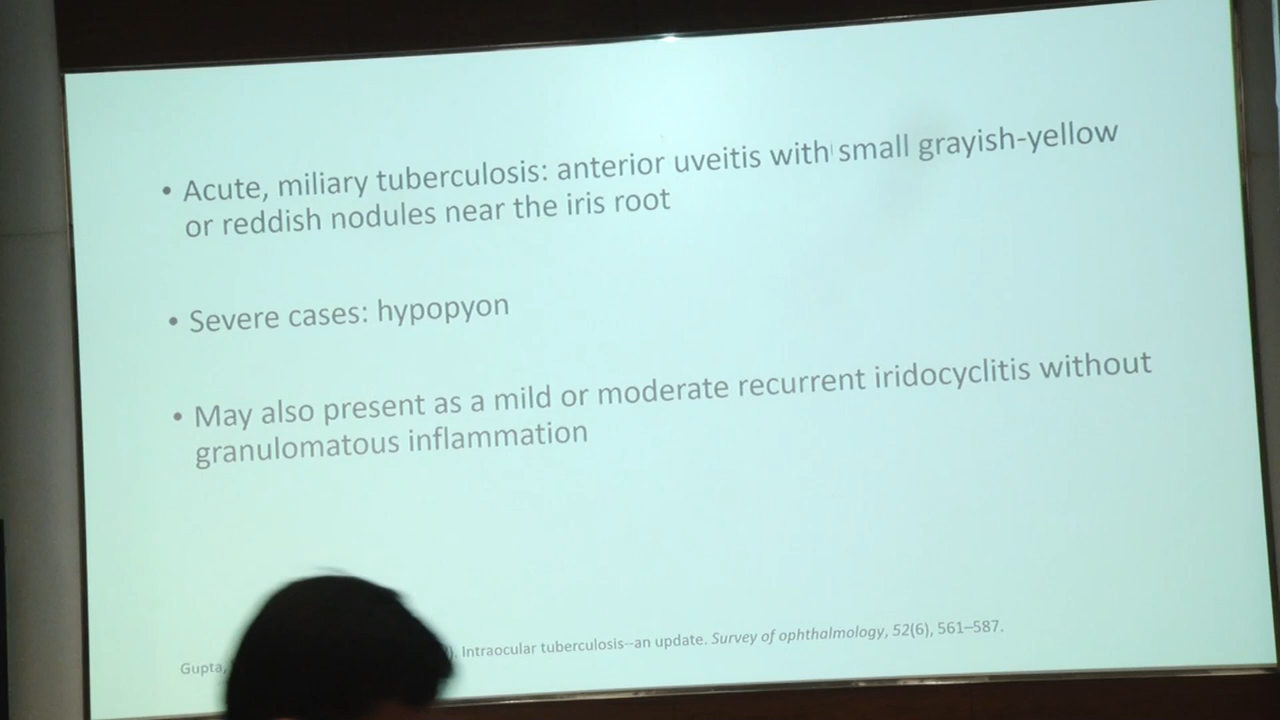 • Acute, miliary tuberculosis: anterior uveitis with small grayish-yellow
or reddish nodules near the iris root
• Severe cases: hypopyon
• May also present as a mild or moderate recurrent iridocyclitis without
granulomatous inflammation
Gupta, ). Intraocular tuberculosis--an update. Survey of ophthalmology, 52(6), 561–587.